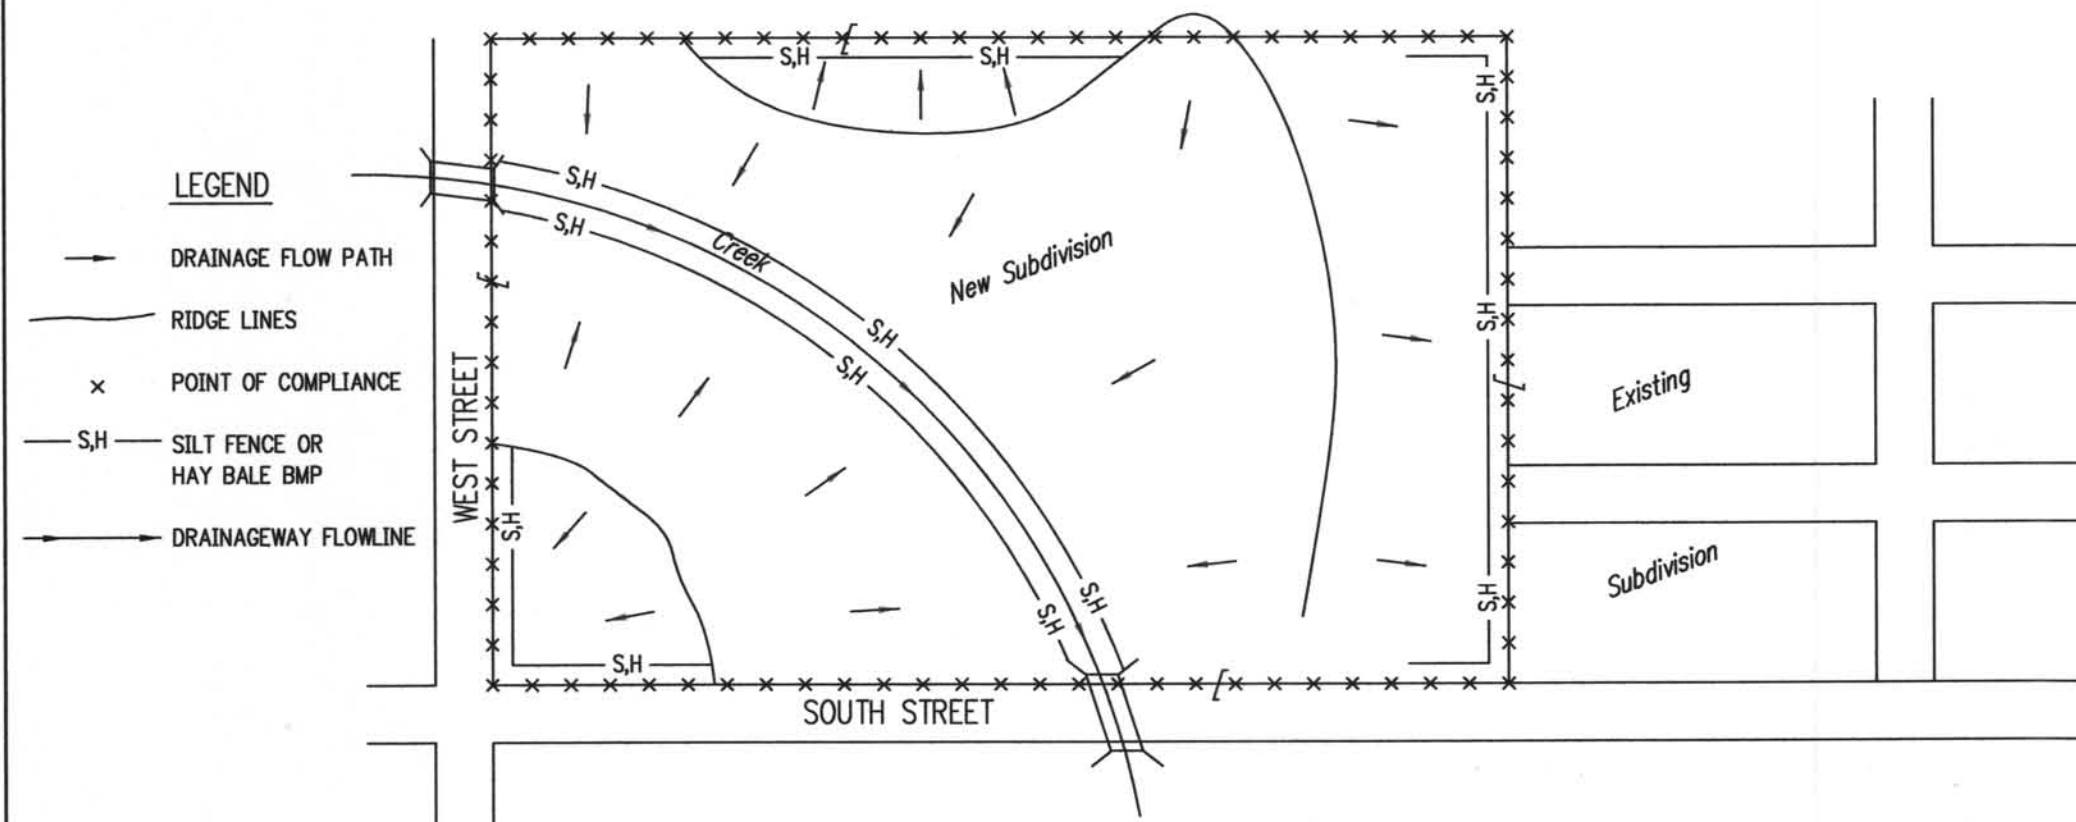 LEGEND
DRAINAGE FLOW PATH
RIDGE LINES
× POINT OF COMPLIANCE
S,H SILT FENCE OR
HAY BALE BMP
DRAINAGEWAY FLOWLINE
S,H
S,H
S,H
S,H
S,H
Creek
New Subdivision
S,H
S,H
S,H
WEST STREET
Existing
Subdivision
S,H
S,H
S,H
S,H
S,H
SOUTH STREET